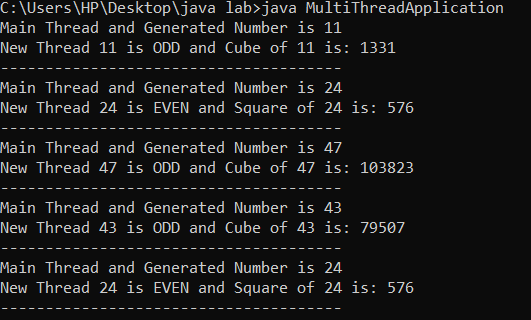 C:\Users\HP\Desktop\java lab>java MultiThreadApplication
Main Thread and Generated Number is 11
New Thread 11 is ODD and Cube of 11 is: 1331
--------------------------------------
Main Thread and Generated Number is 24
New Thread 24 is EVEN and Square of 24 is: 576
--------------------------------------
Main Thread and Generated Number is 47
New Thread 47 is ODD and Cube of 47 is: 103823
--------------------------------------
Main Thread and Generated Number is 43
New Thread 43 is ODD and Cube of 43 is: 79507
--------------------------------------
Main Thread and Generated Number is 24
New Thread 24 is EVEN and Square of 24 is: 576
--------------------------------------